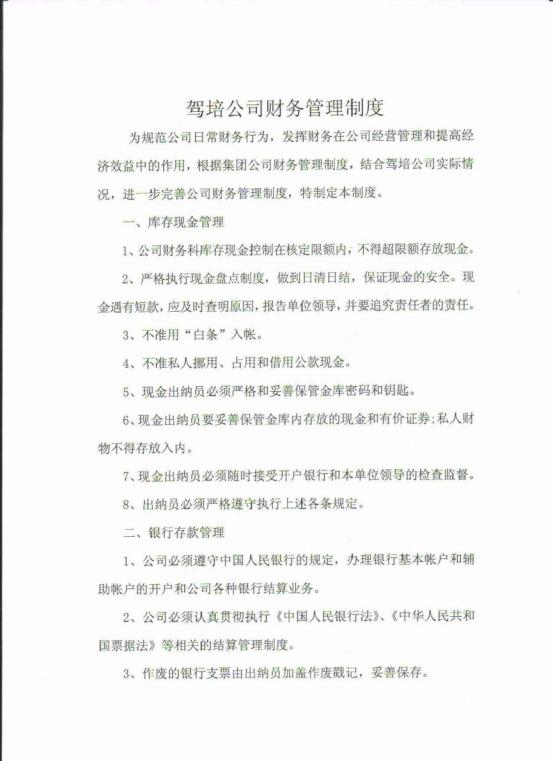 驾培公司财务管理制度
为规范公司日常财务行为，发挥财务在公司经营管理和提高经
济效益中的作用，根据集团公司财务管理制度，结合驾培公司实际情
况，进一步完善公司财务管理制度，特制定本制度。
一、库存现金管理
1、公司财务科库存现金控制在核定限额内，不得超限额存放现金。
2、严格执行现金盘点制度，做到日清日结，保证现金的安全。现
金遇有短款，应及时查明原因，报告单位领导，并要追究责任者的责任。
3、不准用“白条”入帐。
4、不准私人挪用、占用和借用公款现金。
5、现金出纳员必须严格和妥善保管金库密码和钥匙。
6、现金出纳员要妥善保管金库内存放的现金和有价证券;私人财
物不得存放入内。
7、现金出纳员必须随时接受开户银行和本单位领导的检查监督。
8、出纳员必须严格遵守执行上述各条规定。
二、银行存款管理
1、公司必须遵守中国人民银行的规定，办理银行基本帐户和辅
助帐户的开户和公司各种银行结算业务。
2、公司必须认真贯彻执行《中国人民银行法》、《中华人民共和
国票据法》等相关的结算管理制度。
3、作废的银行支票由出纳员加盖作废戳记，妥善保存。